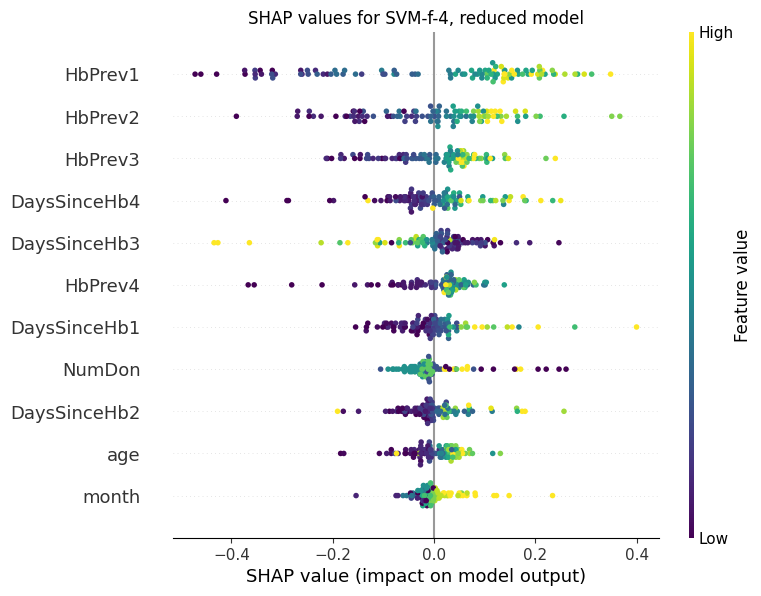 SHAP values for SVM-f-4, reduced model
High
HbPrev1
HbPrev2
HbPrev3
DaysSinceHb4
DaysSinceHb3
HbPrev4
DaysSinceHb1
NumDon
DaysSinceHb2
age
month
Feature value
Low
−0.4 −0.2 0.0 0.2 0.4
SHAP value (impact on model output)